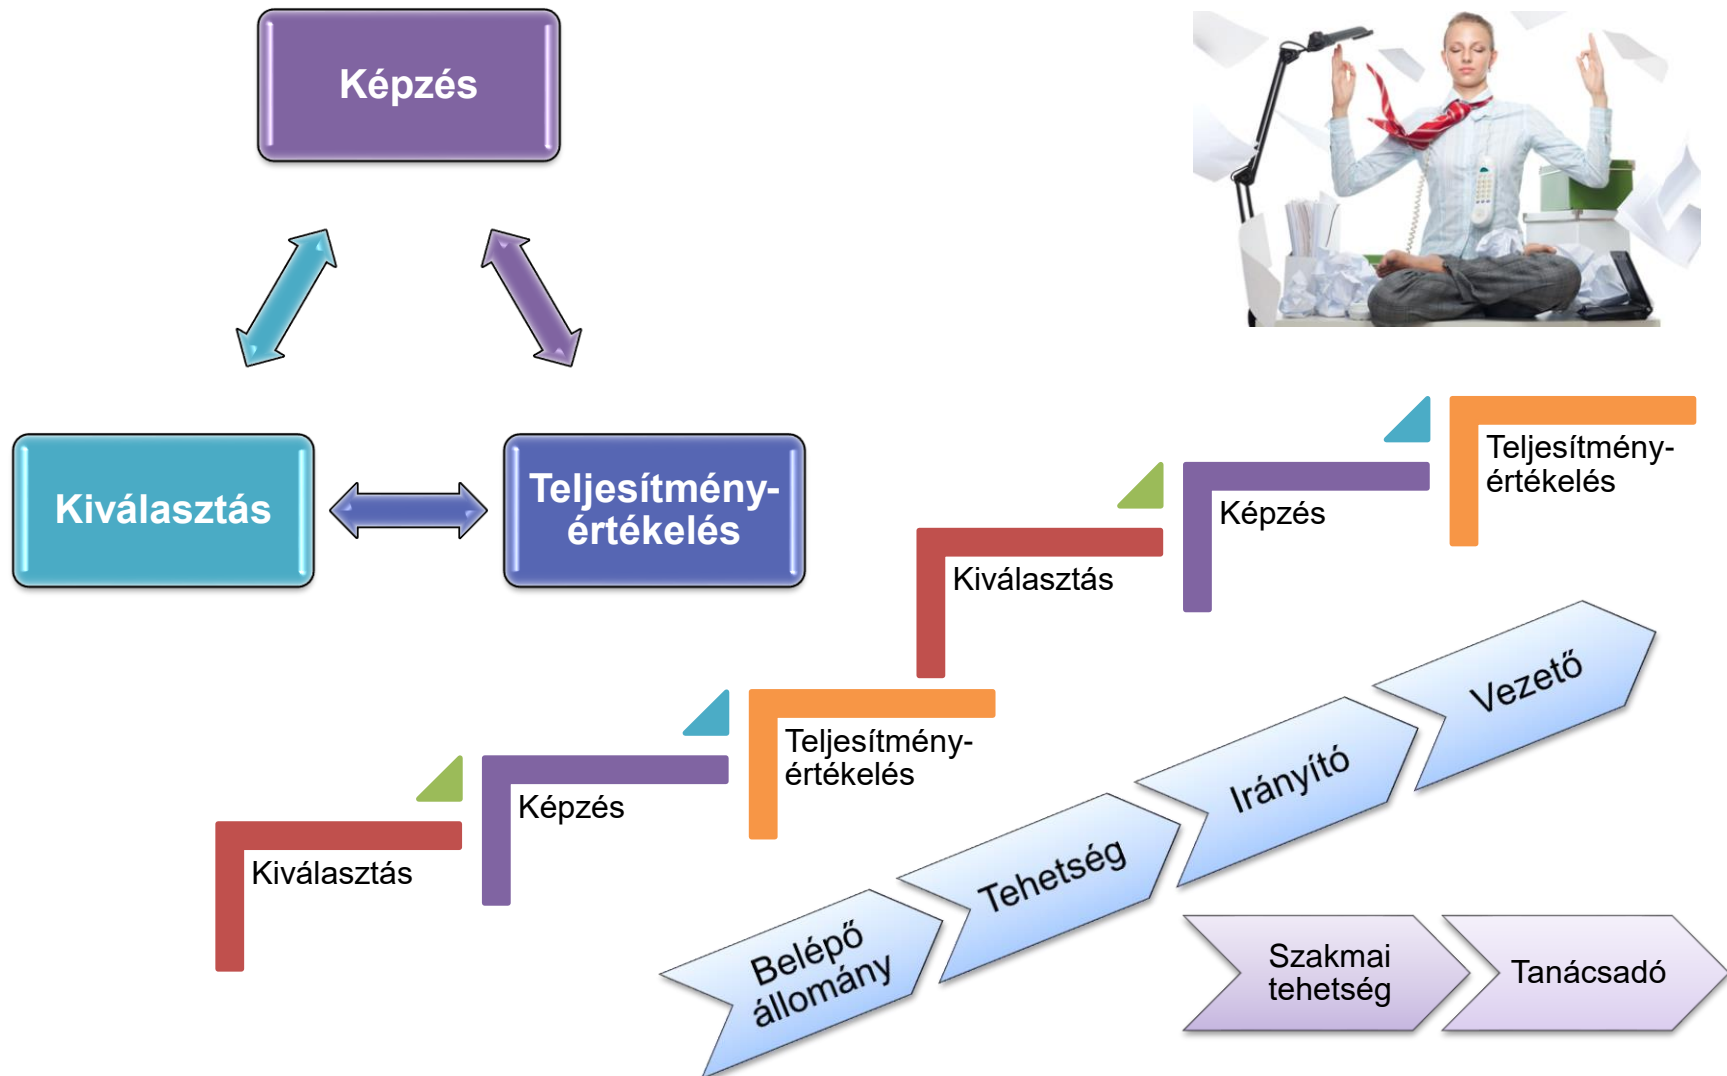 Képzés
Kiválasztás
Teljesítmény-
értékelés
Teljesítmény-
értékelés
Képzés
Kiválasztás
Teljesítmény-
értékelés
Képzés
Kiválasztás
Vezető
Irányító
Tehetség
Belépő
állomány
Szakmai
tehetség
Tanácsadó